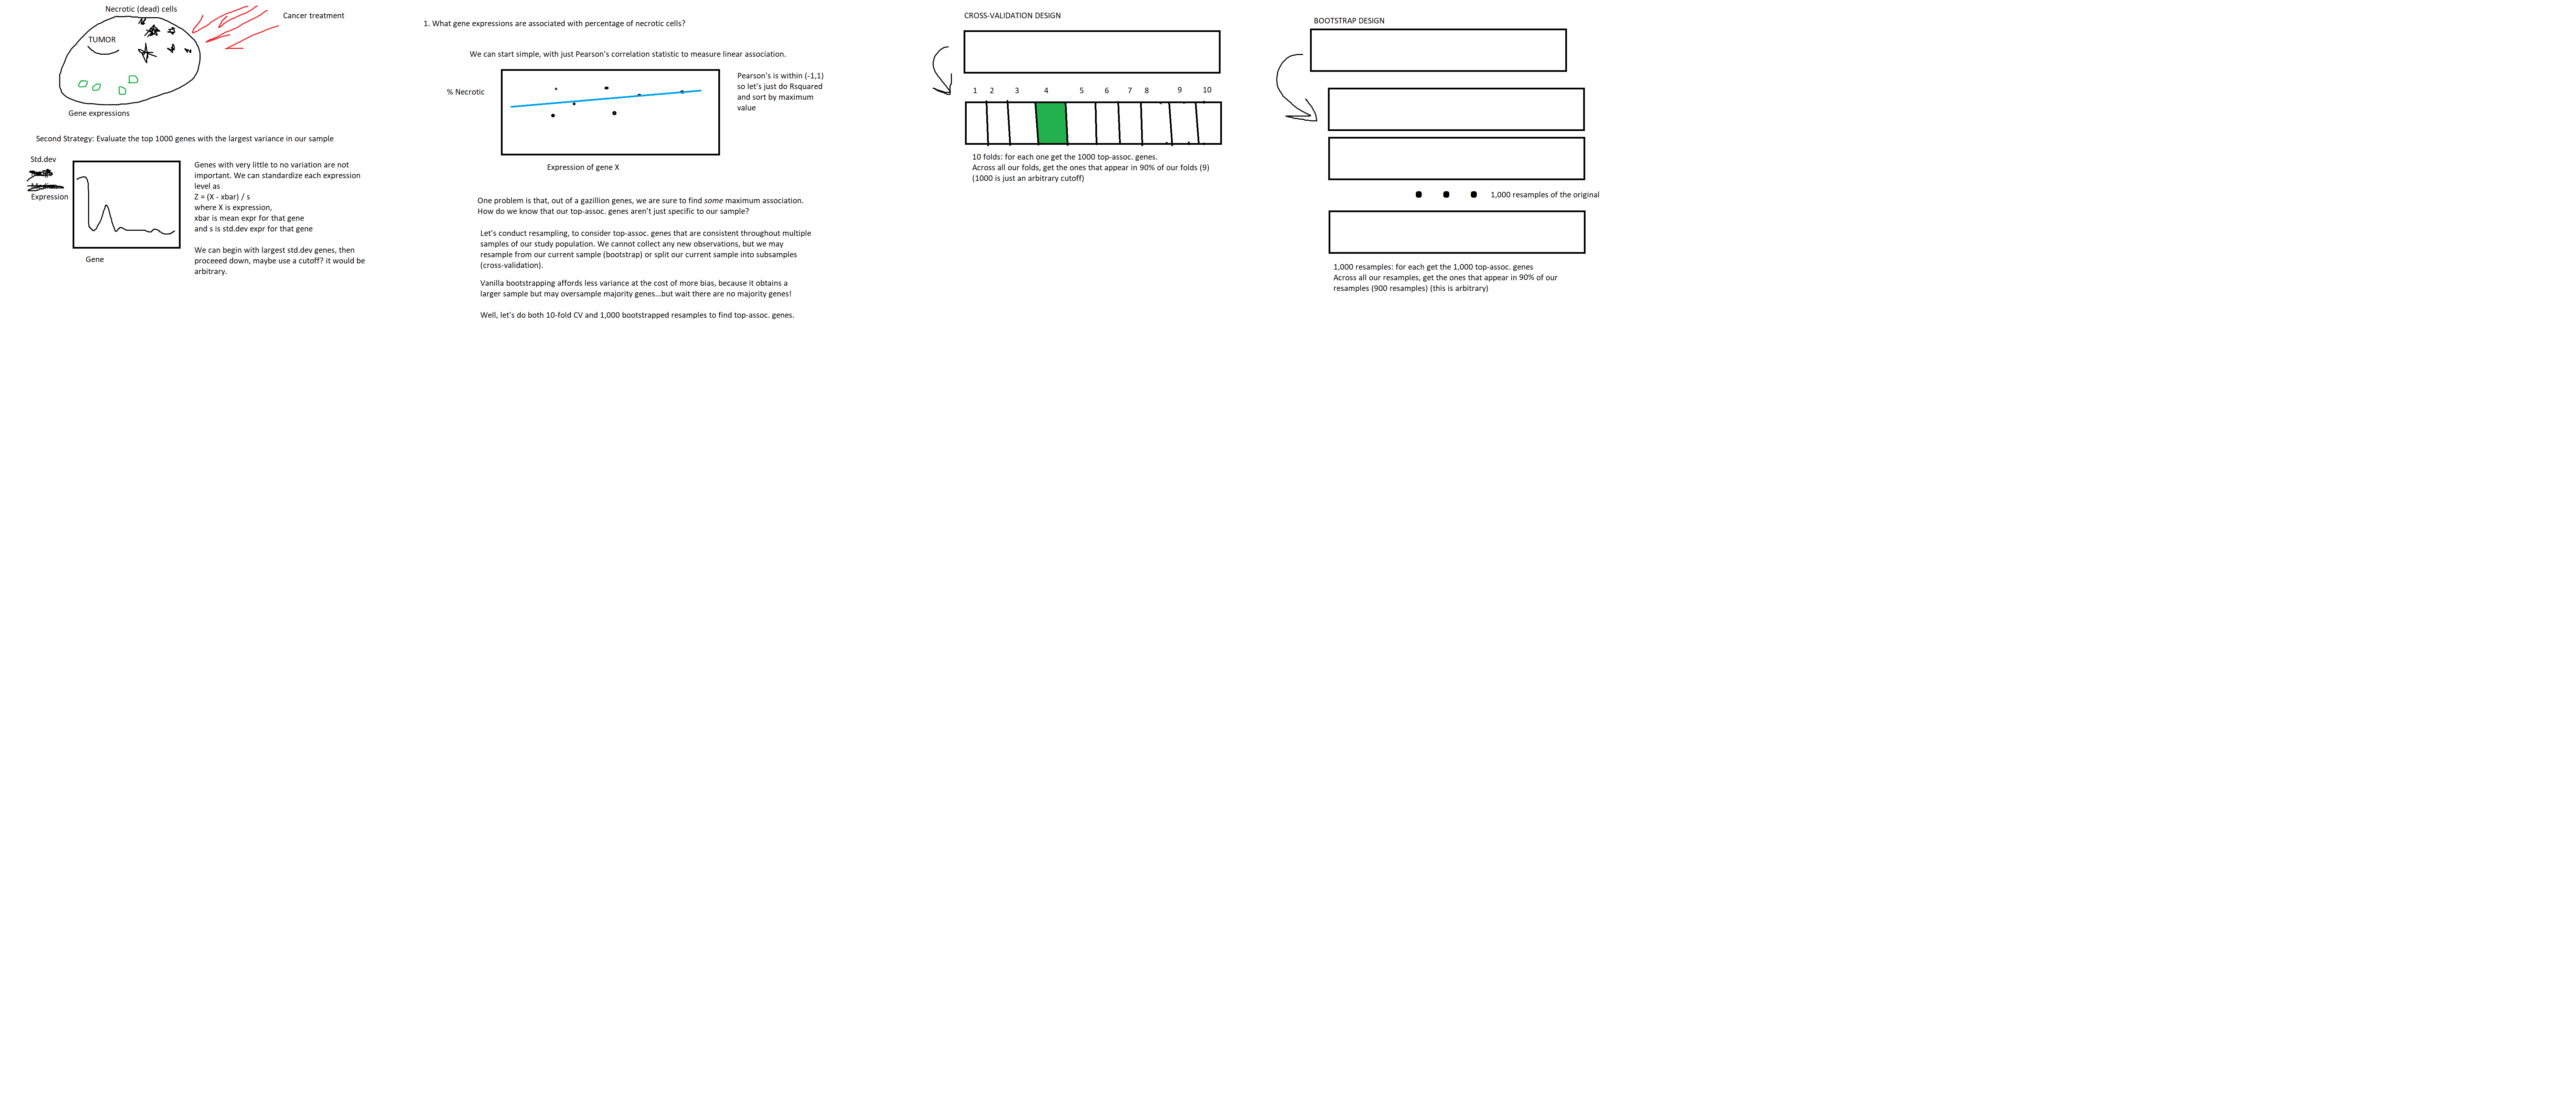 Necrotic (dead) cells
Cancer treatment
TUMOR
Gene expressions
Second Strategy: Evaluate the top 1000 genes with the largest variance in our sample
Std.dev
Expression
Gene
Genes with very little to no variation are not
important. We can standardize each expression
level as
Z = (X - xbar) / s
where X is expression,
xbar is mean expr for that gene
and s is std.dev expr for that gene
We can begin with largest std.dev genes, then
proceeed down, maybe use a cutoff? it would be
arbitrary.
1. What gene expressions are associated with percentage of necrotic cells?
We can start simple, with just Pearson's correlation statistic to measure linear association.
% Necrotic
Expression of gene X
Pearson's is within (-1,1)
so let's just do Rsquared
and sort by maximum
value
One problem is that, out of a gazillion genes, we are sure to find some maximum association.
How do we know that our top-assoc. genes aren't just specific to our sample?
Let's conduct resampling, to consider top-assoc. genes that are consistent throughout multiple
samples of our study population. We cannot collect any new observations, but we may
resample from our current sample (bootstrap) or split our current sample into subsamples
(cross-validation).
Vanilla bootstrapping affords less variance at the cost of more bias, because it obtains a
larger sample but may oversample majority genes...but wait there are no majority genes!
Well, let's do both 10-fold CV and 1,000 bootstrapped resamples to find top-assoc. genes.
CROSS-VALIDATION DESIGN
1 2 3 4 5 6 7 8 9 10
10 folds: for each one get the 1000 top-assoc. genes.
Across all our folds, get the ones that appear in 90% of our folds (9)
(1000 is just an arbitrary cutoff)
BOOTSTRAP DESIGN
1,000 resamples of the original
1,000 resamples: for each get the 1,000 top-assoc. genes
Across all our resamples, get the ones that appear in 90% of our
resamples (900 resamples) (this is arbitrary)